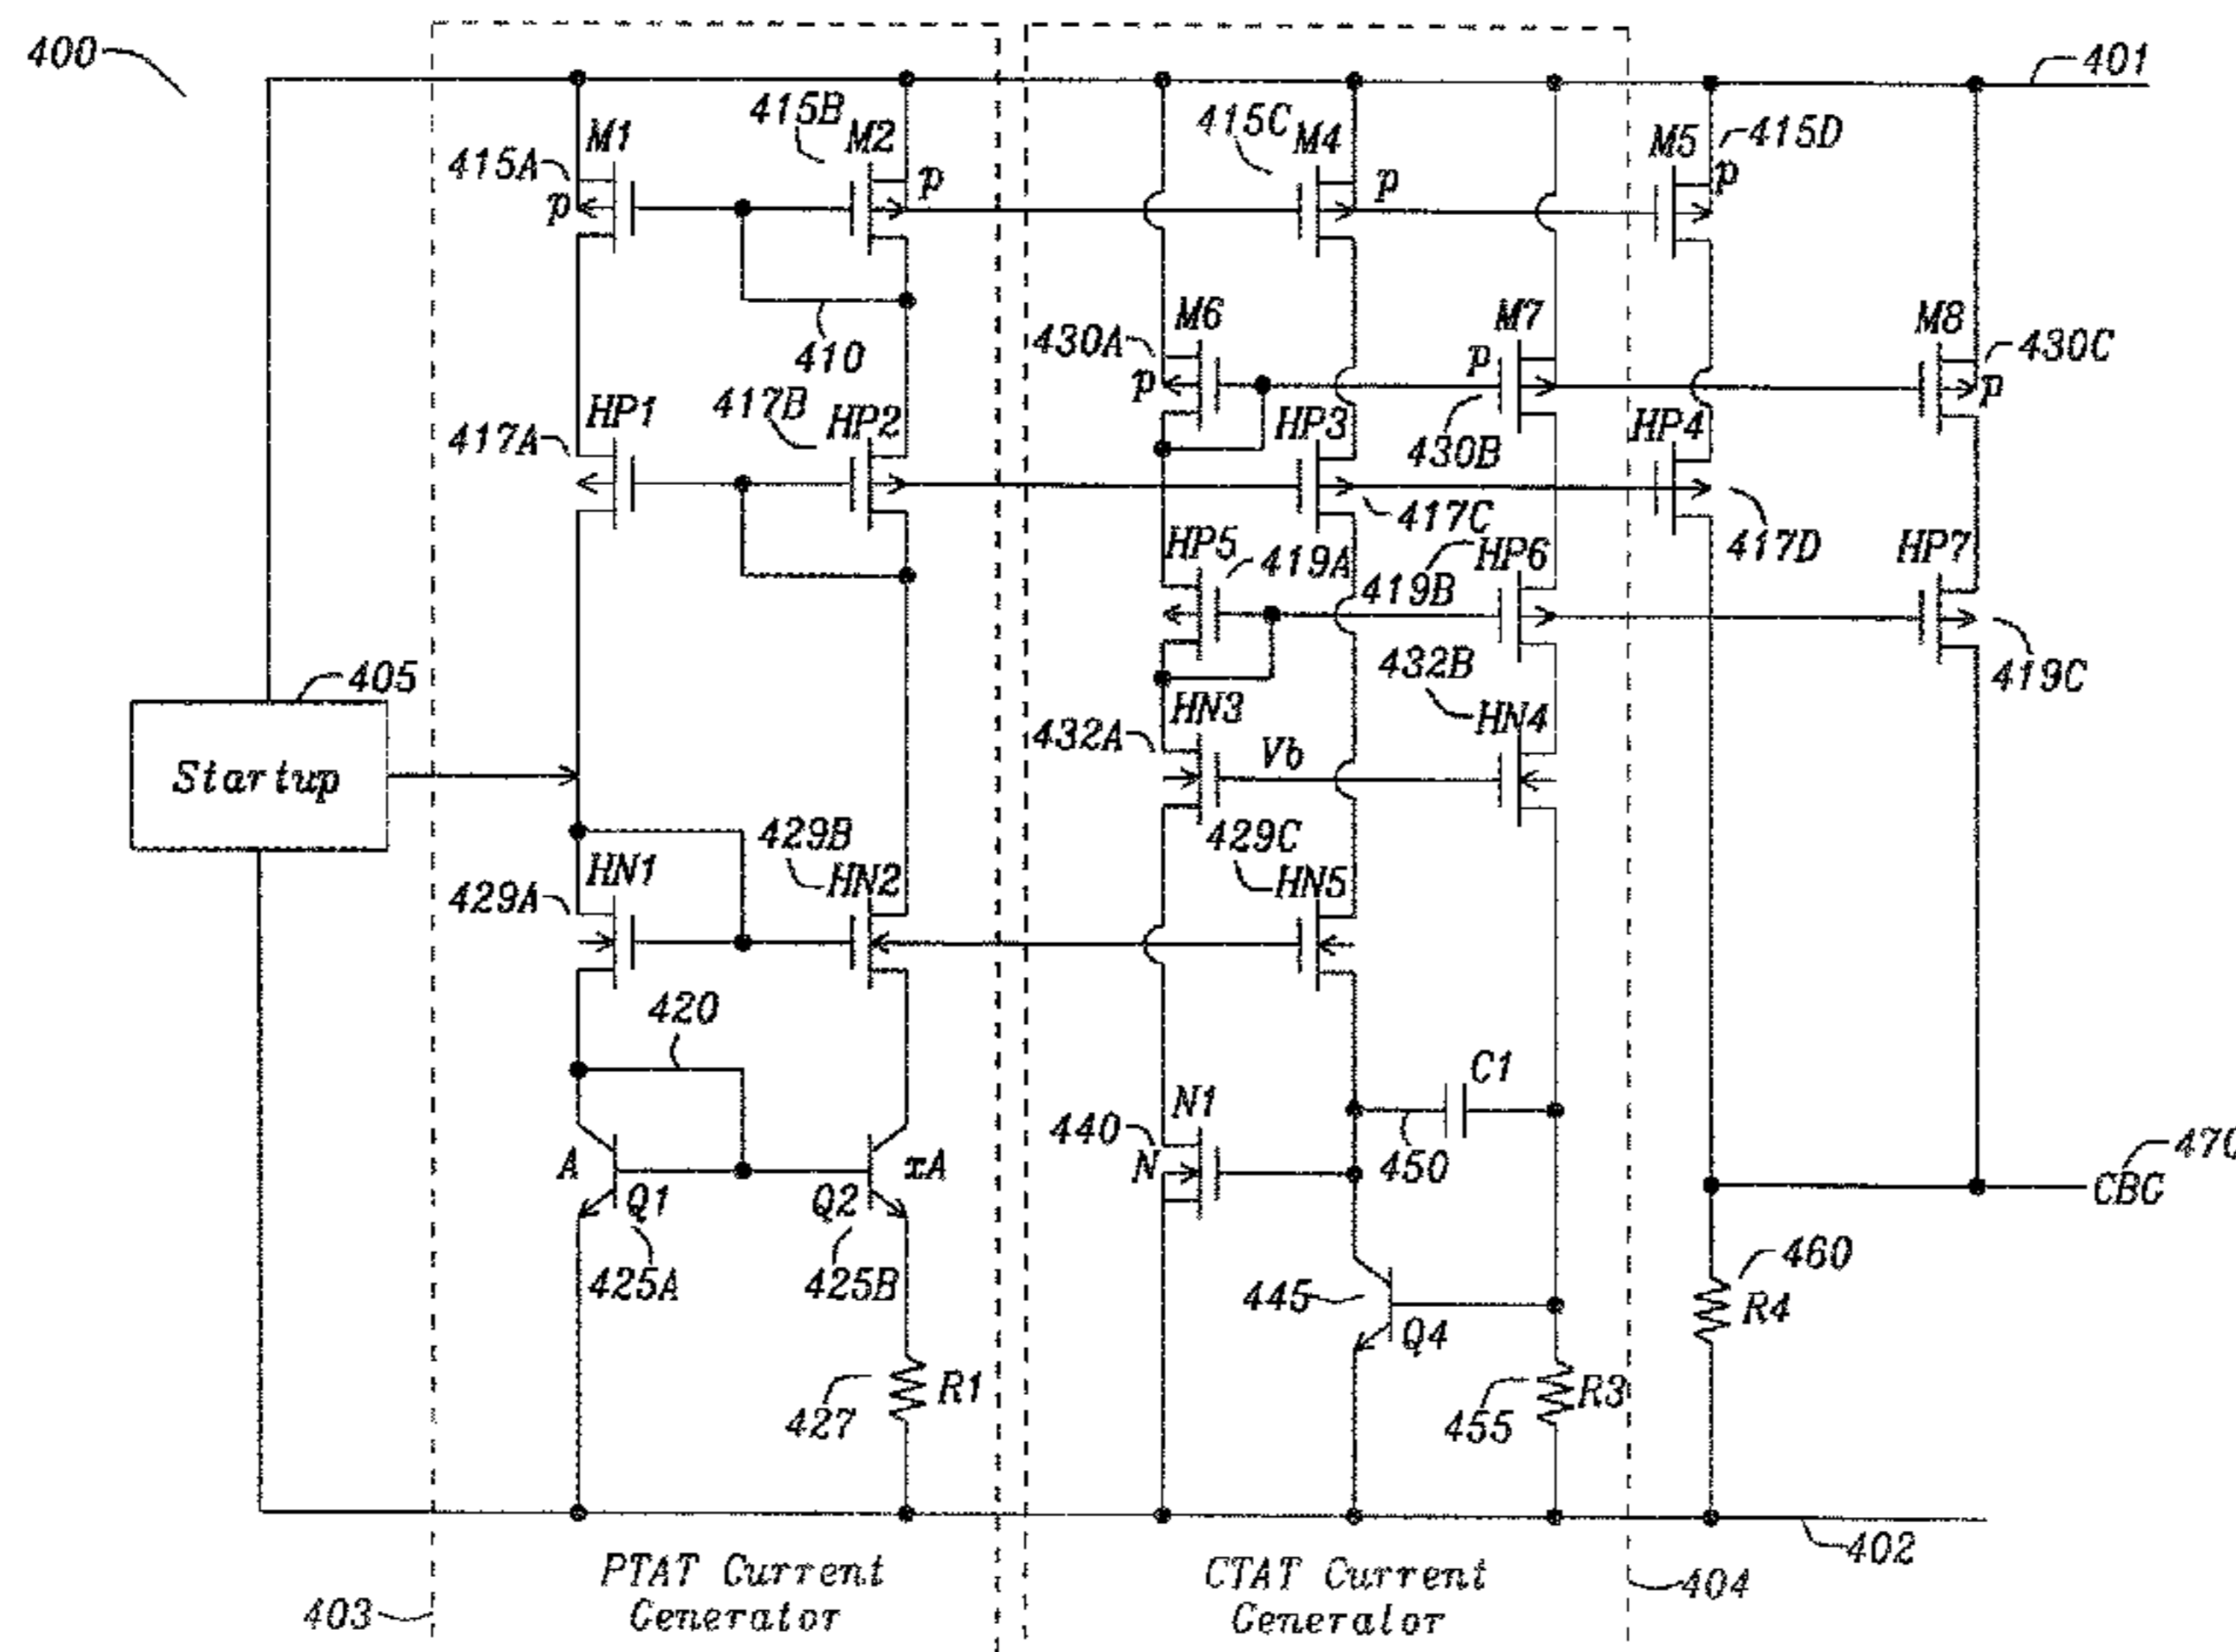 400
401
415B
M2
p
415C
M4
p
M5
415D
p
M1
415A
p
410
M6
430A
p
M7
p
430B
M8
430C
p
HP1
417A
417B
HP2
HP3
417C
HP4
417D
HP5
419A
419B
HP6
HP7
419C
405
Startup
HN3
432A
Vb
432B
HN4
429B
HN2
HN1
429A
429C
HN5
420
C1
450
N1
440
N
A
Q1
425A
Q2
xA
425B
470
CBG
445
Q4
460
R4
427
R1
455
R3
402
PTAT Current
Generator
CTAT Current
Generator
403
404